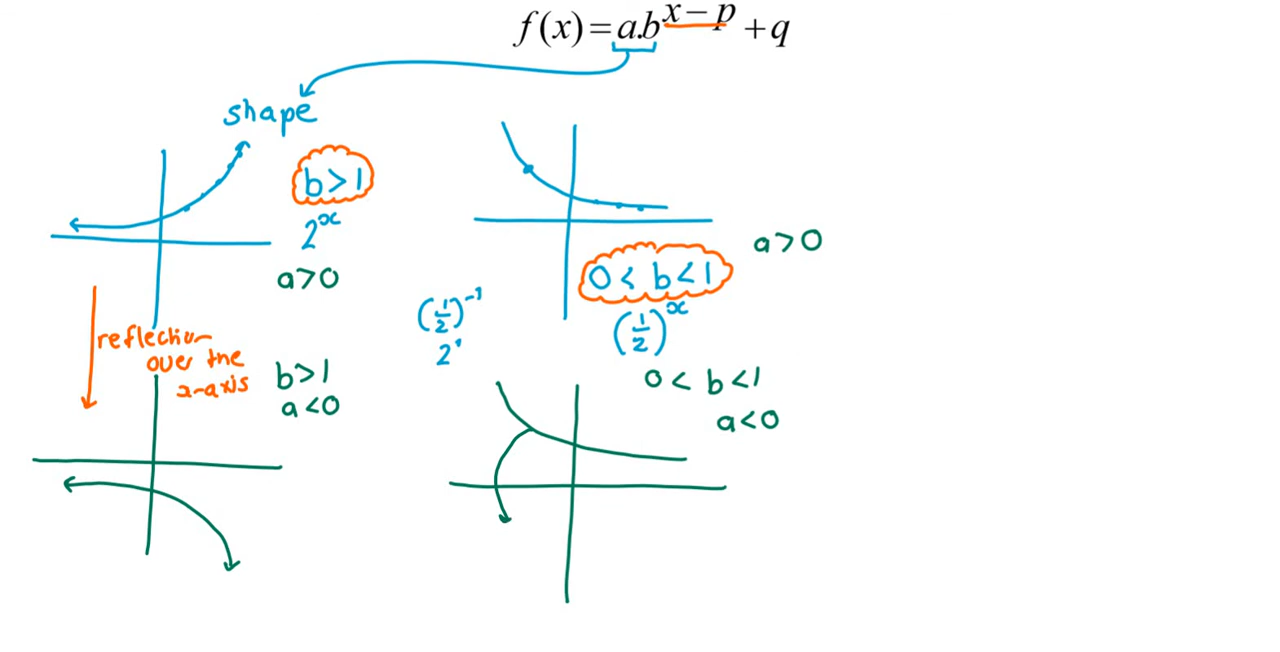 f(x)=a.b^{x-p}+q
shape
b>1
2^x
a>0
a>0
0<b<1
(1/2)^{-1}
2^1
(1/2)^x
reflection
over the
x-axis
b>1
a<0
0<b<1
a<0